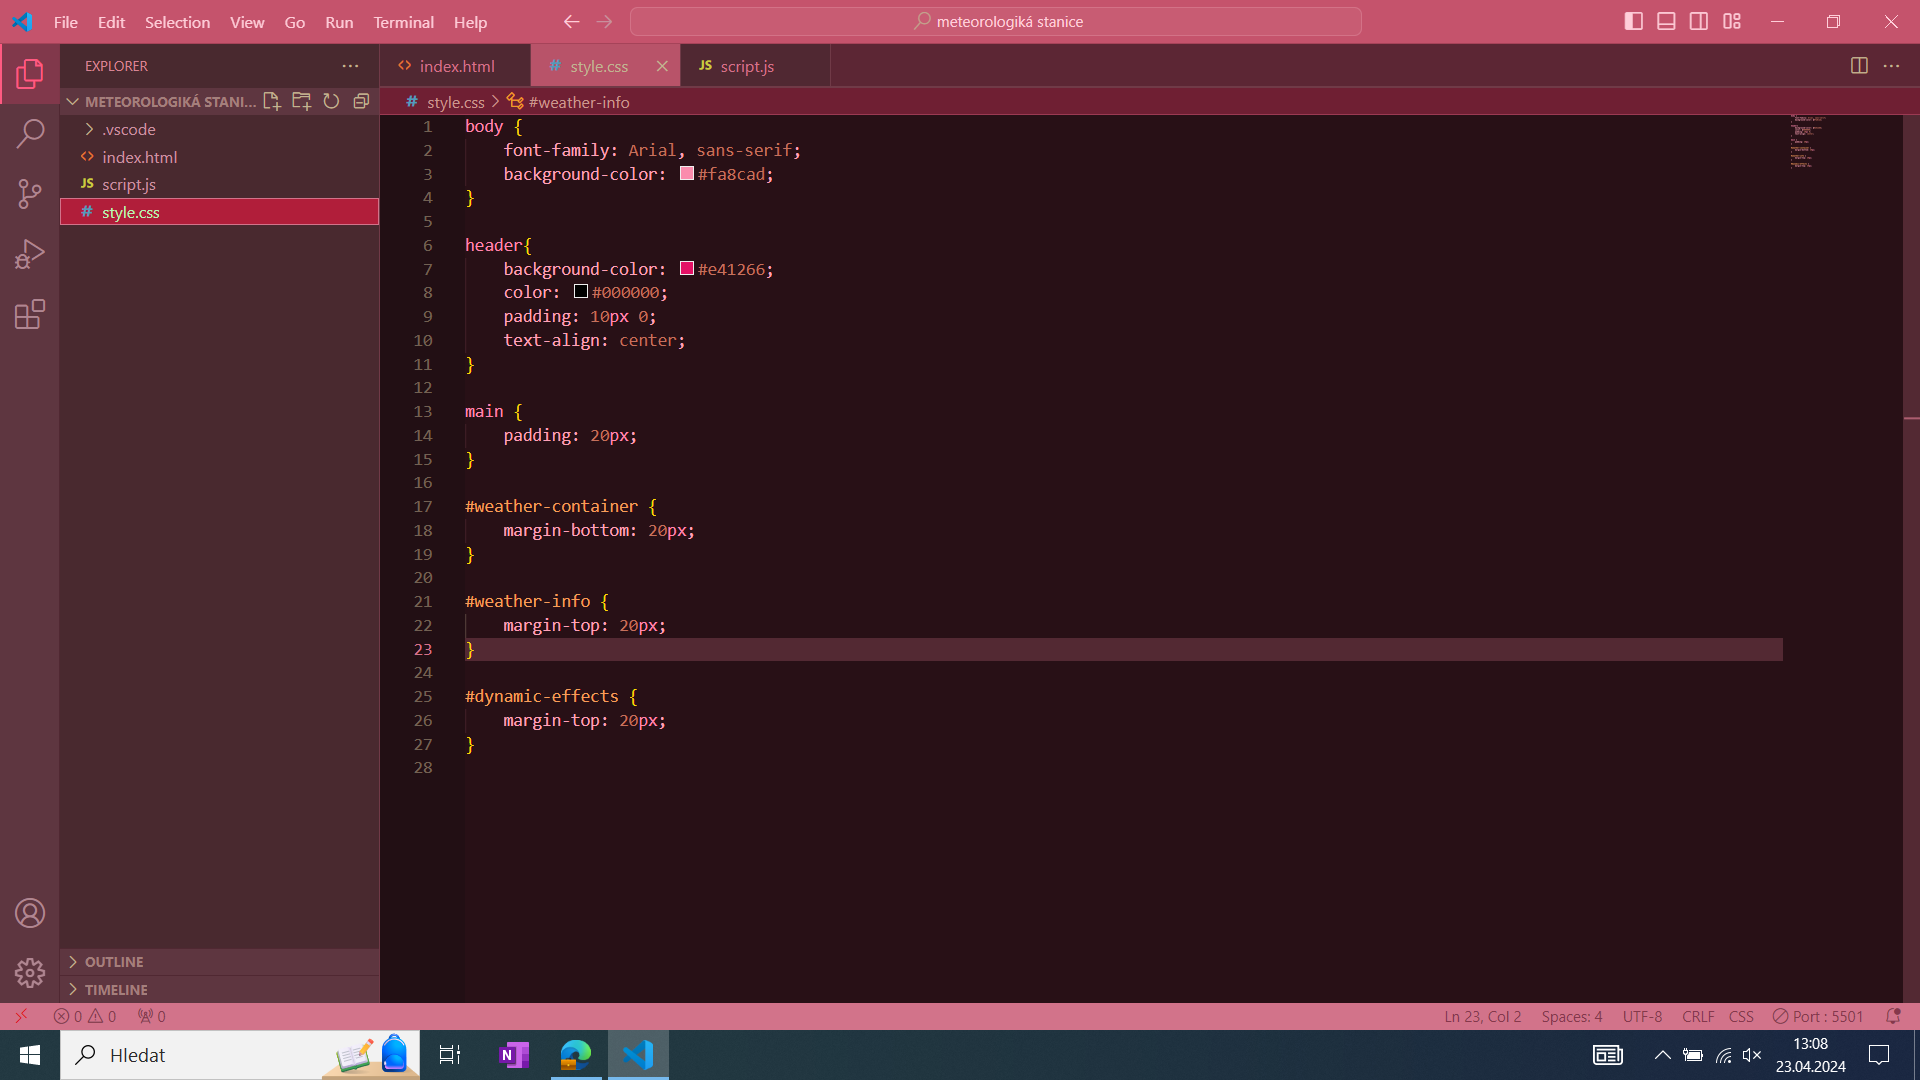 File Edit Selection View Go Run Terminal Help
meteorologiká stanice
EXPLORER
METEOROLOGIKÁ STANI...
.vscode
index.html
JS script.js
# style.css
OUTLINE
TIMELINE
index.html
# style.css
JS script.js
# style.css > #weather-info
1 body {
2 font-family: Arial, sans-serif;
3 background-color: #fa8cad;
4 }
5
6 header{
7 background-color: #e41266;
8 color: #000000;
9 padding: 10px 0;
10 text-align: center;
11 }
12
13 main {
14 padding: 20px;
15 }
16
17 #weather-container {
18 margin-bottom: 20px;
19 }
20
21 #weather-info {
22 margin-top: 20px;
23 }
24
25 #dynamic-effects {
26 margin-top: 20px;
27 }
28
0 0 0
Ln 23, Col 2 Spaces: 4 UTF-8 CRLF CSS Port : 5501
Hledat
N
13:08
23.04.2024